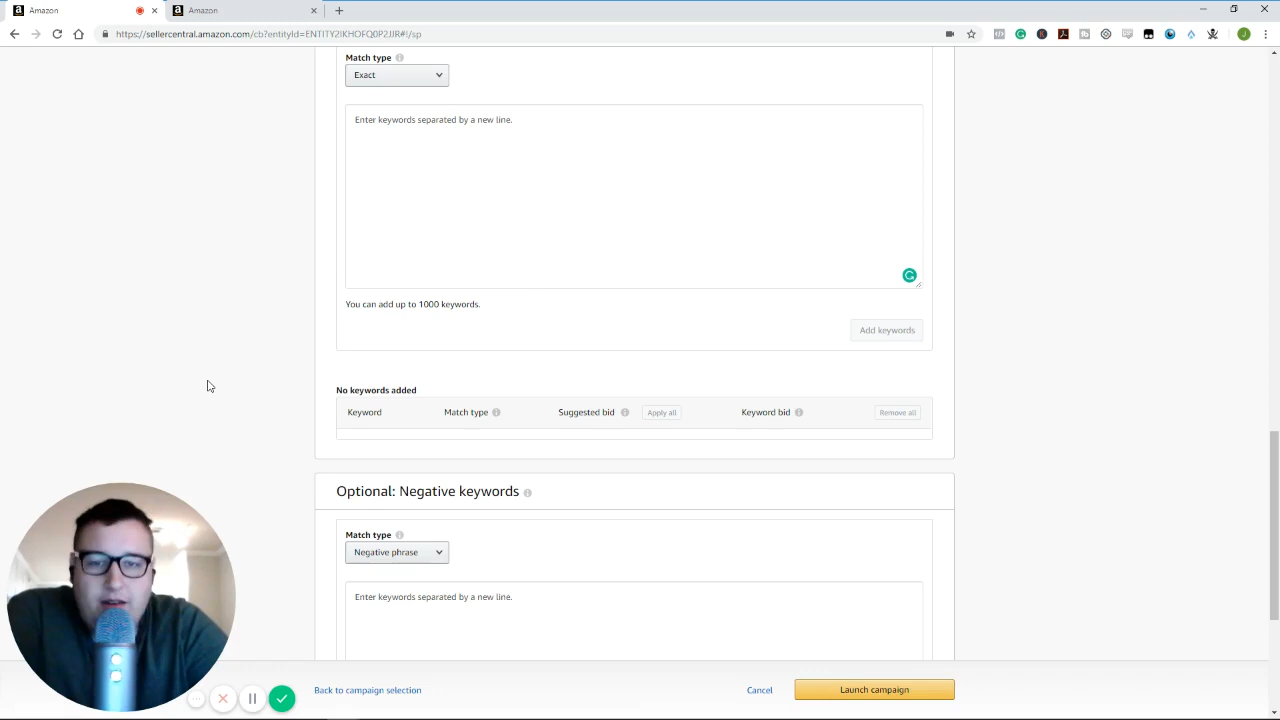 Amazon
Amazon
https://sellercentral.amazon.com/cb?entityId=ENTITY2IKHOFQ0P2JJR#!/sp
Match type
Exact
Enter keywords separated by a new line.
You can add up to 1000 keywords.
Add keywords
No keywords added
Keyword Match type Suggested bid Apply all Keyword bid Remove all
Optional: Negative keywords
Match type
Negative phrase
Enter keywords separated by a new line.
Back to campaign selection Cancel Launch campaign